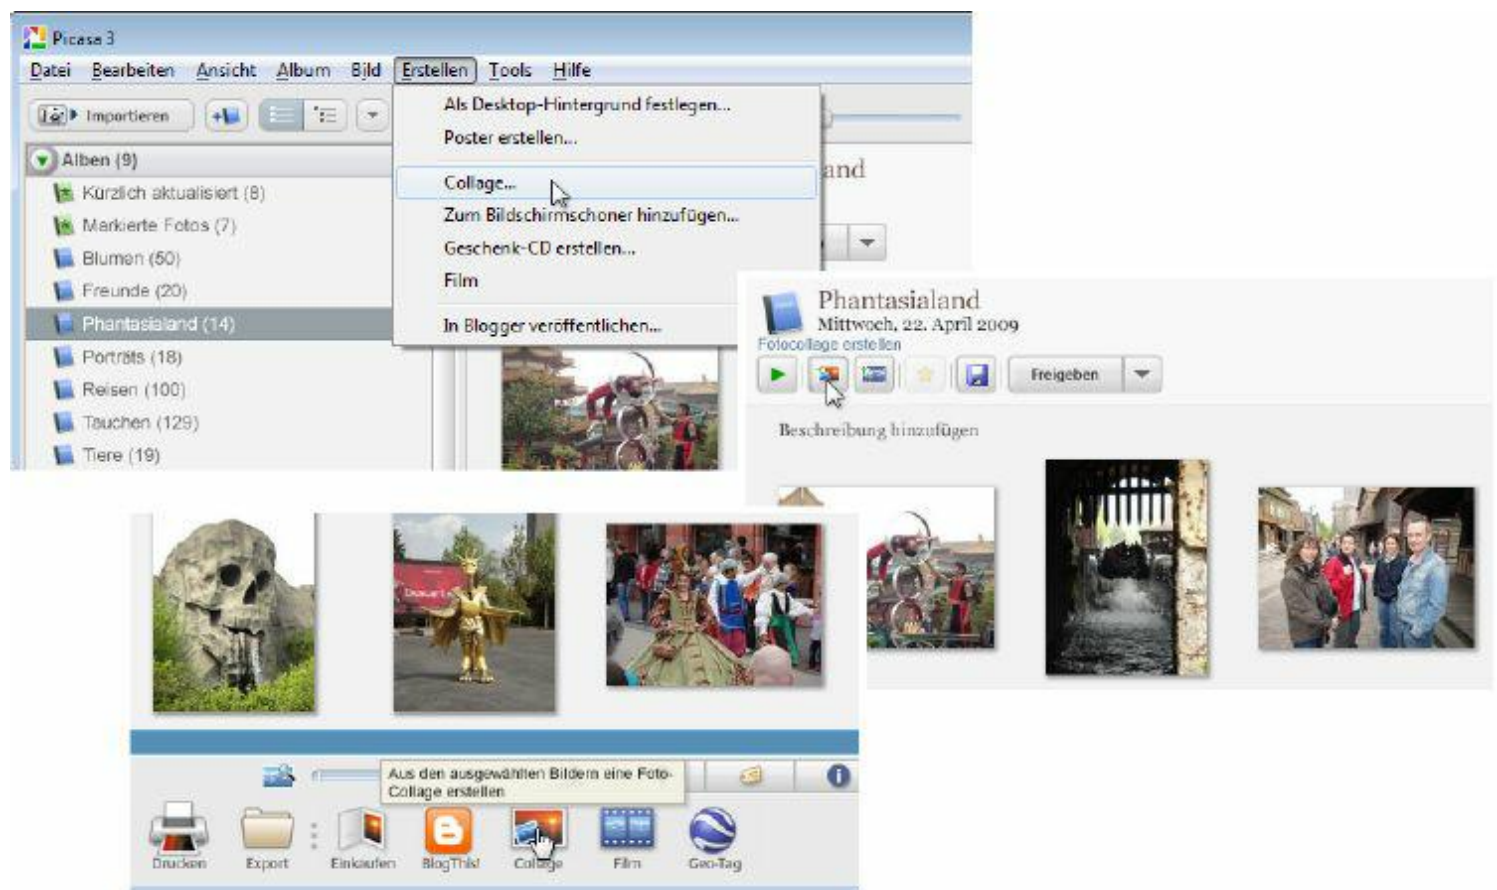 Picasa 3
Datei Bearbeiten Ansicht Album Bild Erstellen Tools Hilfe
Importieren
Als Desktop-Hintergrund festlegen...
Poster erstellen...
Collage...
Zum Bildschirmschoner hinzufügen...
Geschenk-CD erstellen...
Film
In Blogger veröffentlichen...
Alben (9)
Kürzlich aktualisiert (8)
Markierte Fotos (7)
Blumen (50)
Freunde (20)
Phantasialand (14)
Porträts (18)
Reisen (100)
Tauchen (129)
Tiere (19)
and
Phantasialand
Mittwoch, 22. April 2009
Fotocollage erstellen
Freigeben
Beschreibung hinzufügen
Aus den ausgewählten Bildern eine Foto-
Collage erstellen
Drucken Export Einkaufen BlogThis! Collage Film Geo-Tag